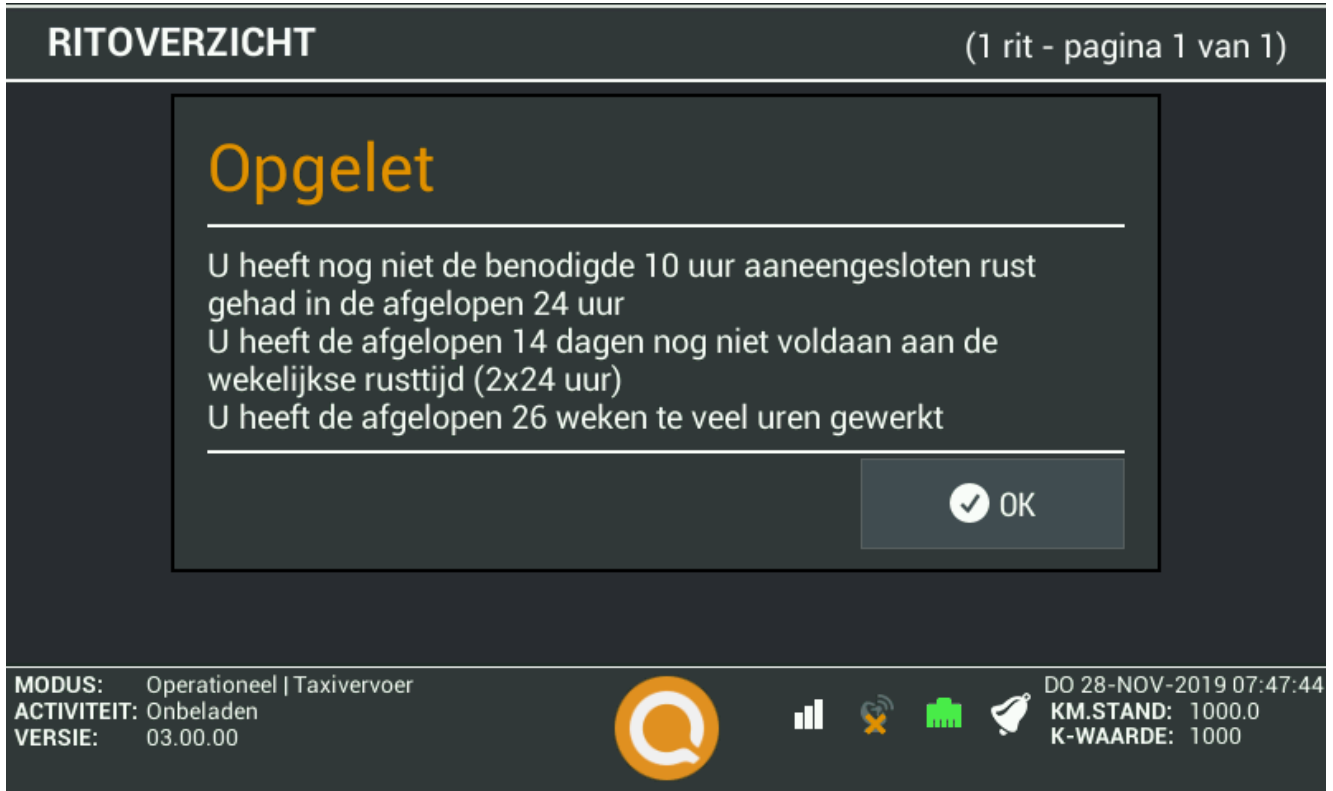 RITOVERZICHT (1 rit - pagina 1 van 1)
Opgelet
U heeft nog niet de benodigde 10 uur aaneengesloten rust
gehad in de afgelopen 24 uur
U heeft de afgelopen 14 dagen nog niet voldaan aan de
wekelijkse rusttijd (2x24 uur)
U heeft de afgelopen 26 weken te veel uren gewerkt
OK
MODUS: Operationeel | Taxivervoer
ACTIVITEIT: Onbeladen
VERSIE: 03.00.00
DO 28-NOV-2019 07:47:44
KM.STAND: 1000.0
K-WAARDE: 1000